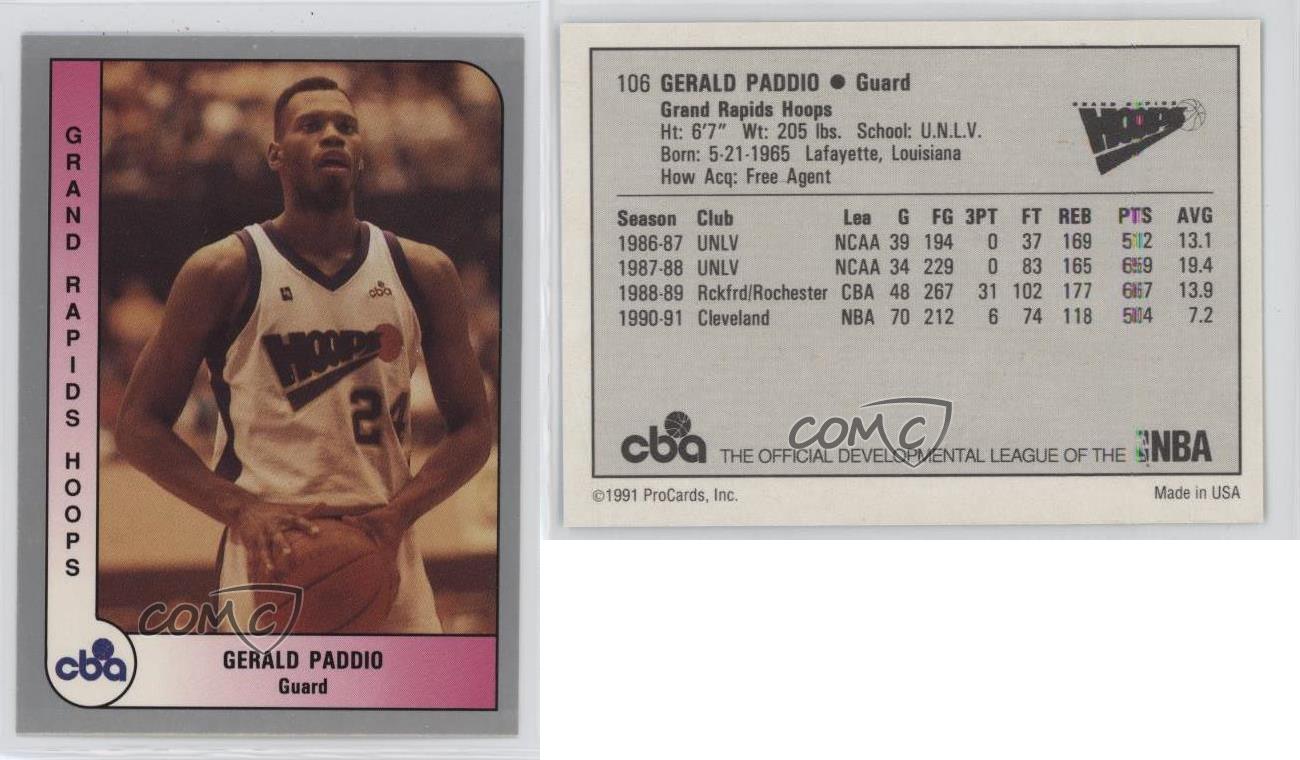 GRAND RAPIDS HOOPS
cba
HOOPS
24
COMC
cba
GERALD PADDIO
Guard
106 GERALD PADDIO ● Guard
Grand Rapids Hoops
Ht: 6'7" Wt: 205 lbs. School: U.N.L.V.
Born: 5-21-1965 Lafayette, Louisiana
How Acq: Free Agent
GRAND RAPIDS
HOOPS
Season Club Lea G FG 3PT FT REB PTS AVG
1986-87 UNLV NCAA 39 194 0 37 169 512 13.1
1987-88 UNLV NCAA 34 229 0 83 165 659 19.4
1988-89 Rckfrd/Rochester CBA 48 267 31 102 177 667 13.9
1990-91 Cleveland NBA 70 212 6 74 118 504 7.2
COMC
cba THE OFFICIAL DEVELOPMENTAL LEAGUE OF THE NBA
©1991 ProCards, Inc. Made in USA